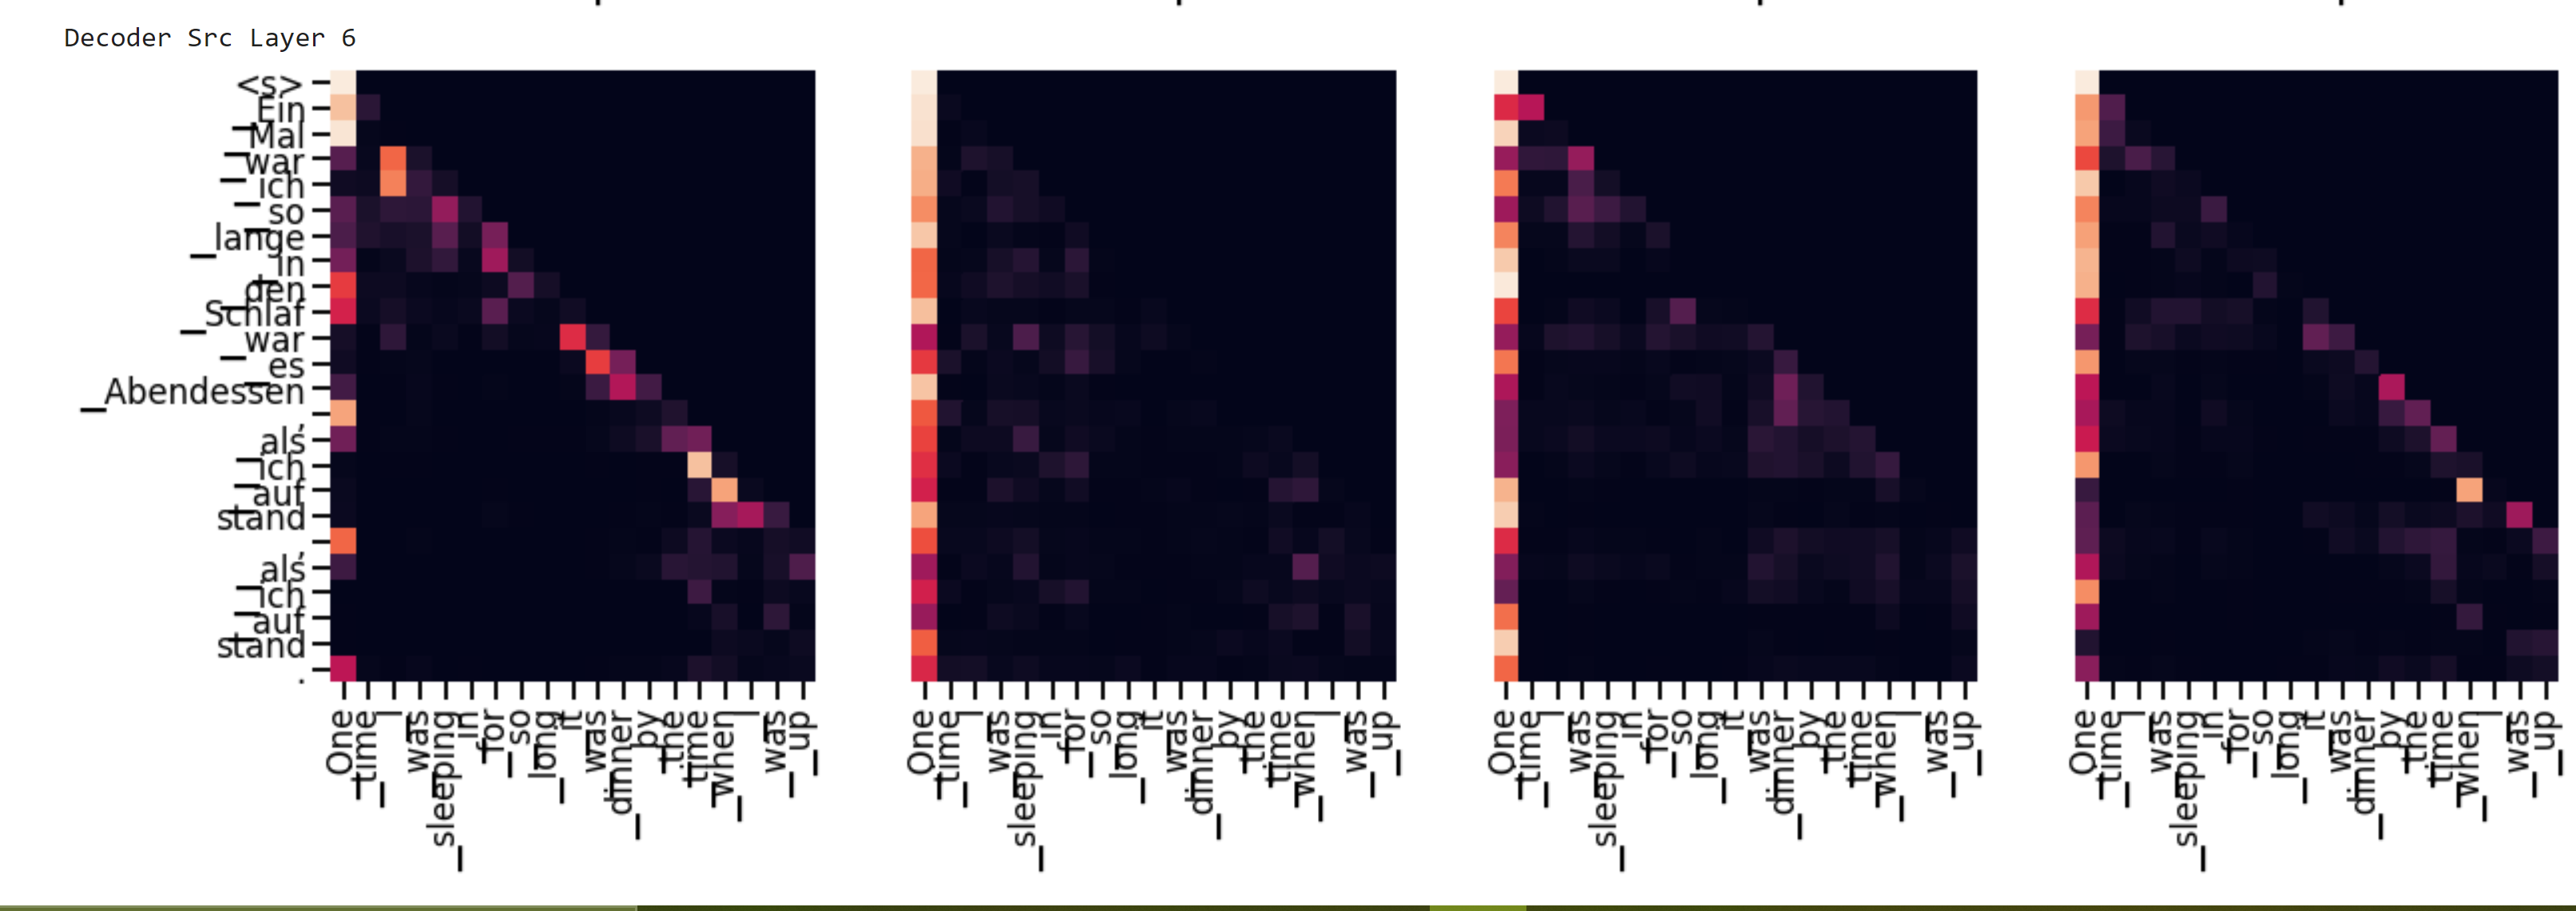 Decoder Src Layer 6
<s>
_Ein
_Mal
_war
_ich
_so
_lange
_in
_den
_Schlaf
_war
_es
_Abendessen
,
_als
_ich
_auf
stand
,
_als
_ich
_auf
stand
.
One _time _I _was _sleeping _in _for _so _long _it _was _dinner _by _the _time _when _I _was _up
One _time _I _was _sleeping _in _for _so _long _it _was _dinner _by _the _time _when _I _was _up
One _time _I _was _sleeping _in _for _so _long _it _was _dinner _by _the _time _when _I _was _up
One _time _I _was _sleeping _in _for _so _long _it _was _dinner _by _the _time _when _I _was _up